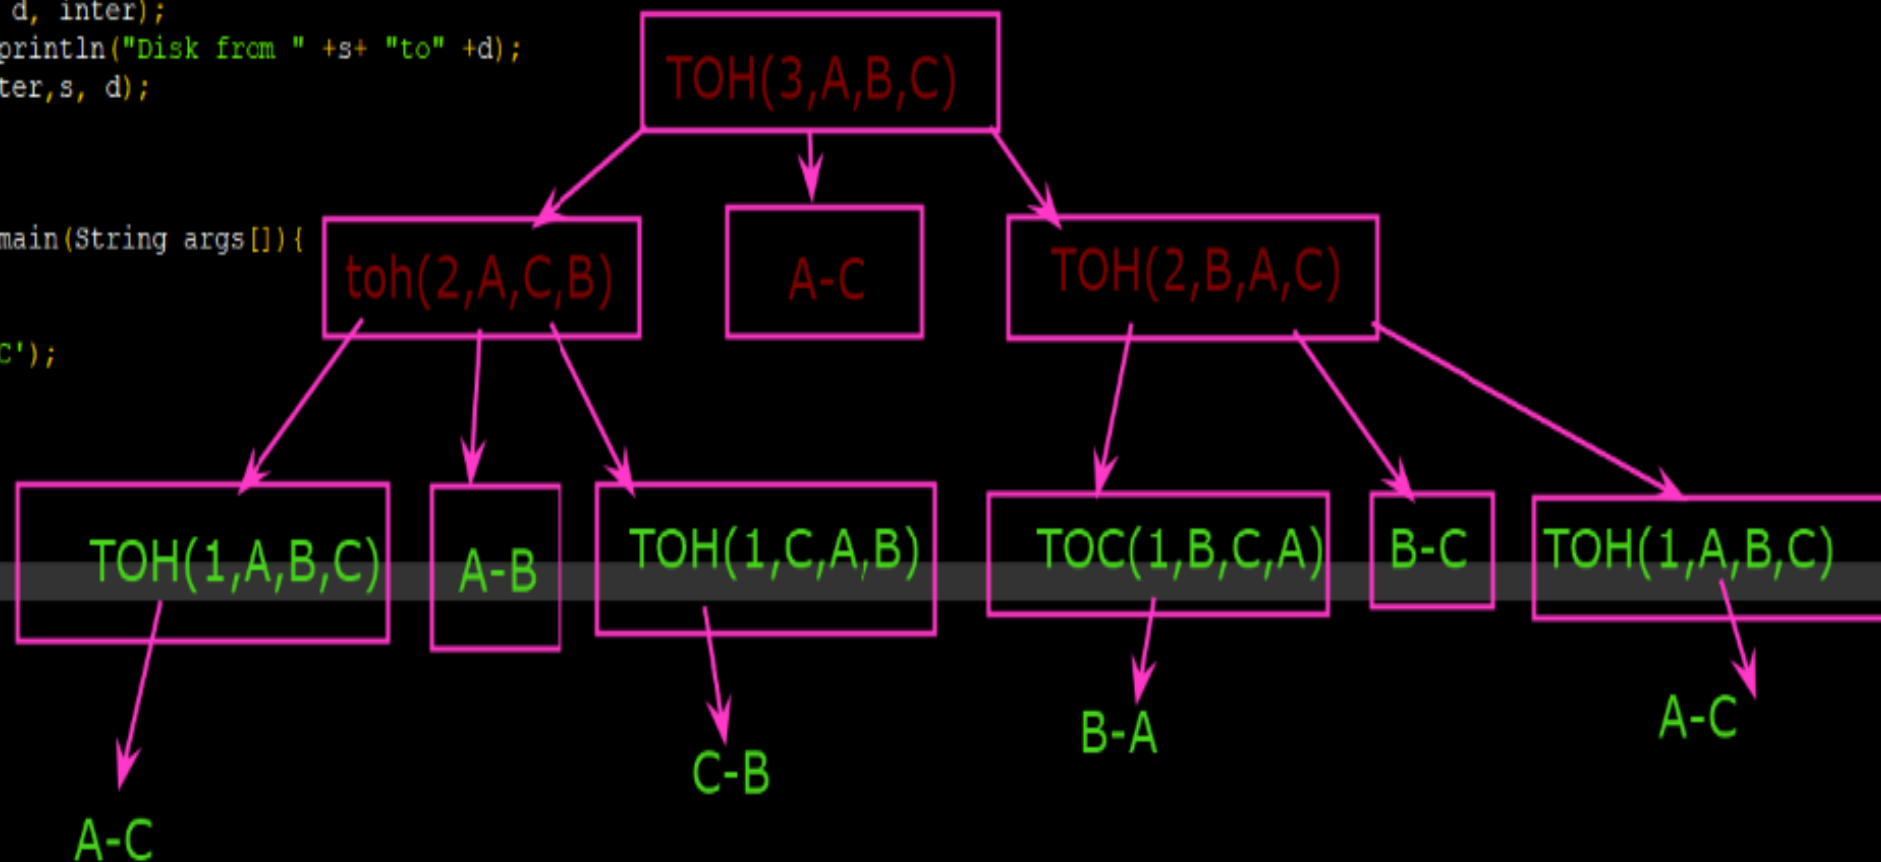 d, inter);
println("Disk from " +s+ "to" +d);
ter,s, d);
TOH(3,A,B,C)
main(String args[]){
toh(2,A,C,B)
A-C
TOH(2,B,A,C)
C');
TOH(1,A,B,C)
A-B
TOH(1,C,A,B)
TOC(1,B,C,A)
B-C
TOH(1,A,B,C)
A-C
C-B
B-A
A-C